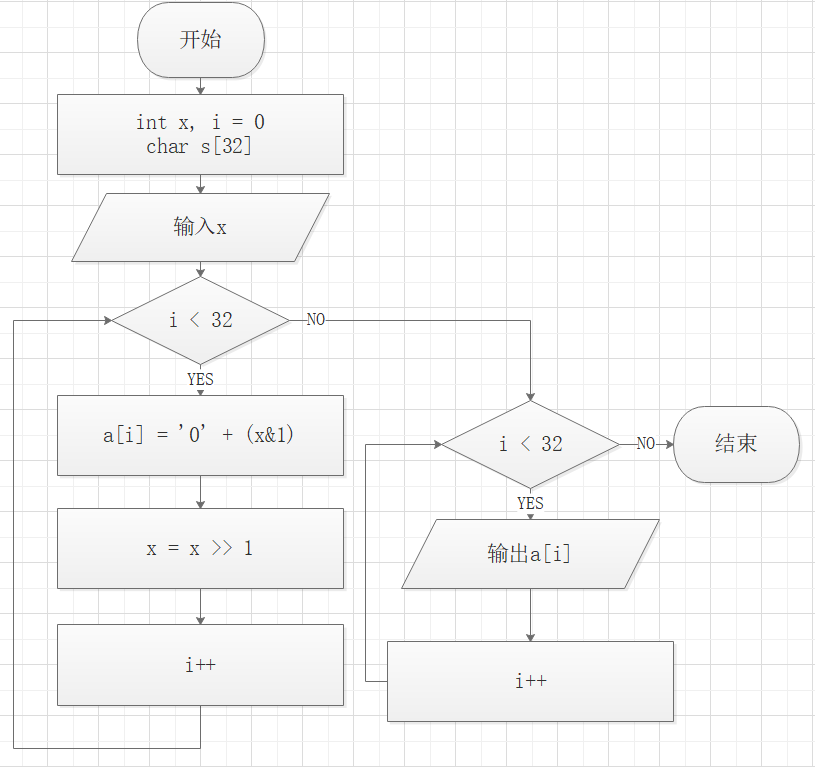 开始
int x, i = 0
char s[32]
输入x
i < 32
NO
YES
a[i] = '0' + (x&1)
x = x >> 1
i++
i < 32
NO
结束
YES
输出a[i]
i++